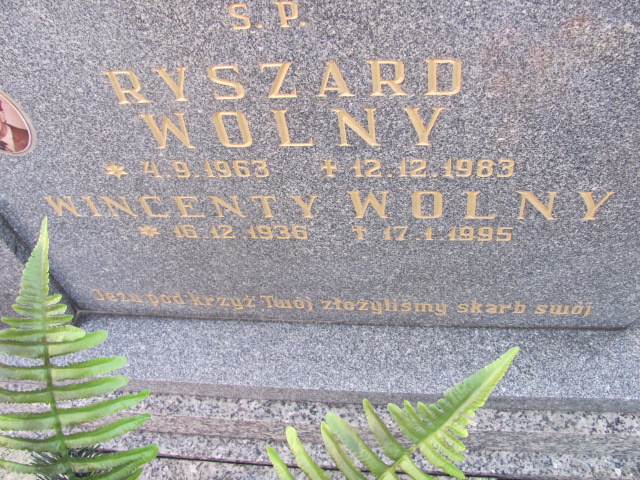 Ś. P.
RYSZARD
WOLNY
* 4.9.1963 ✝ 12.12.1983
WINCENTY WOLNY
* 16.12.1936 ✝ 17.1.1995
Jezu pod Krzyż Twój złożyliśmy skarb swój